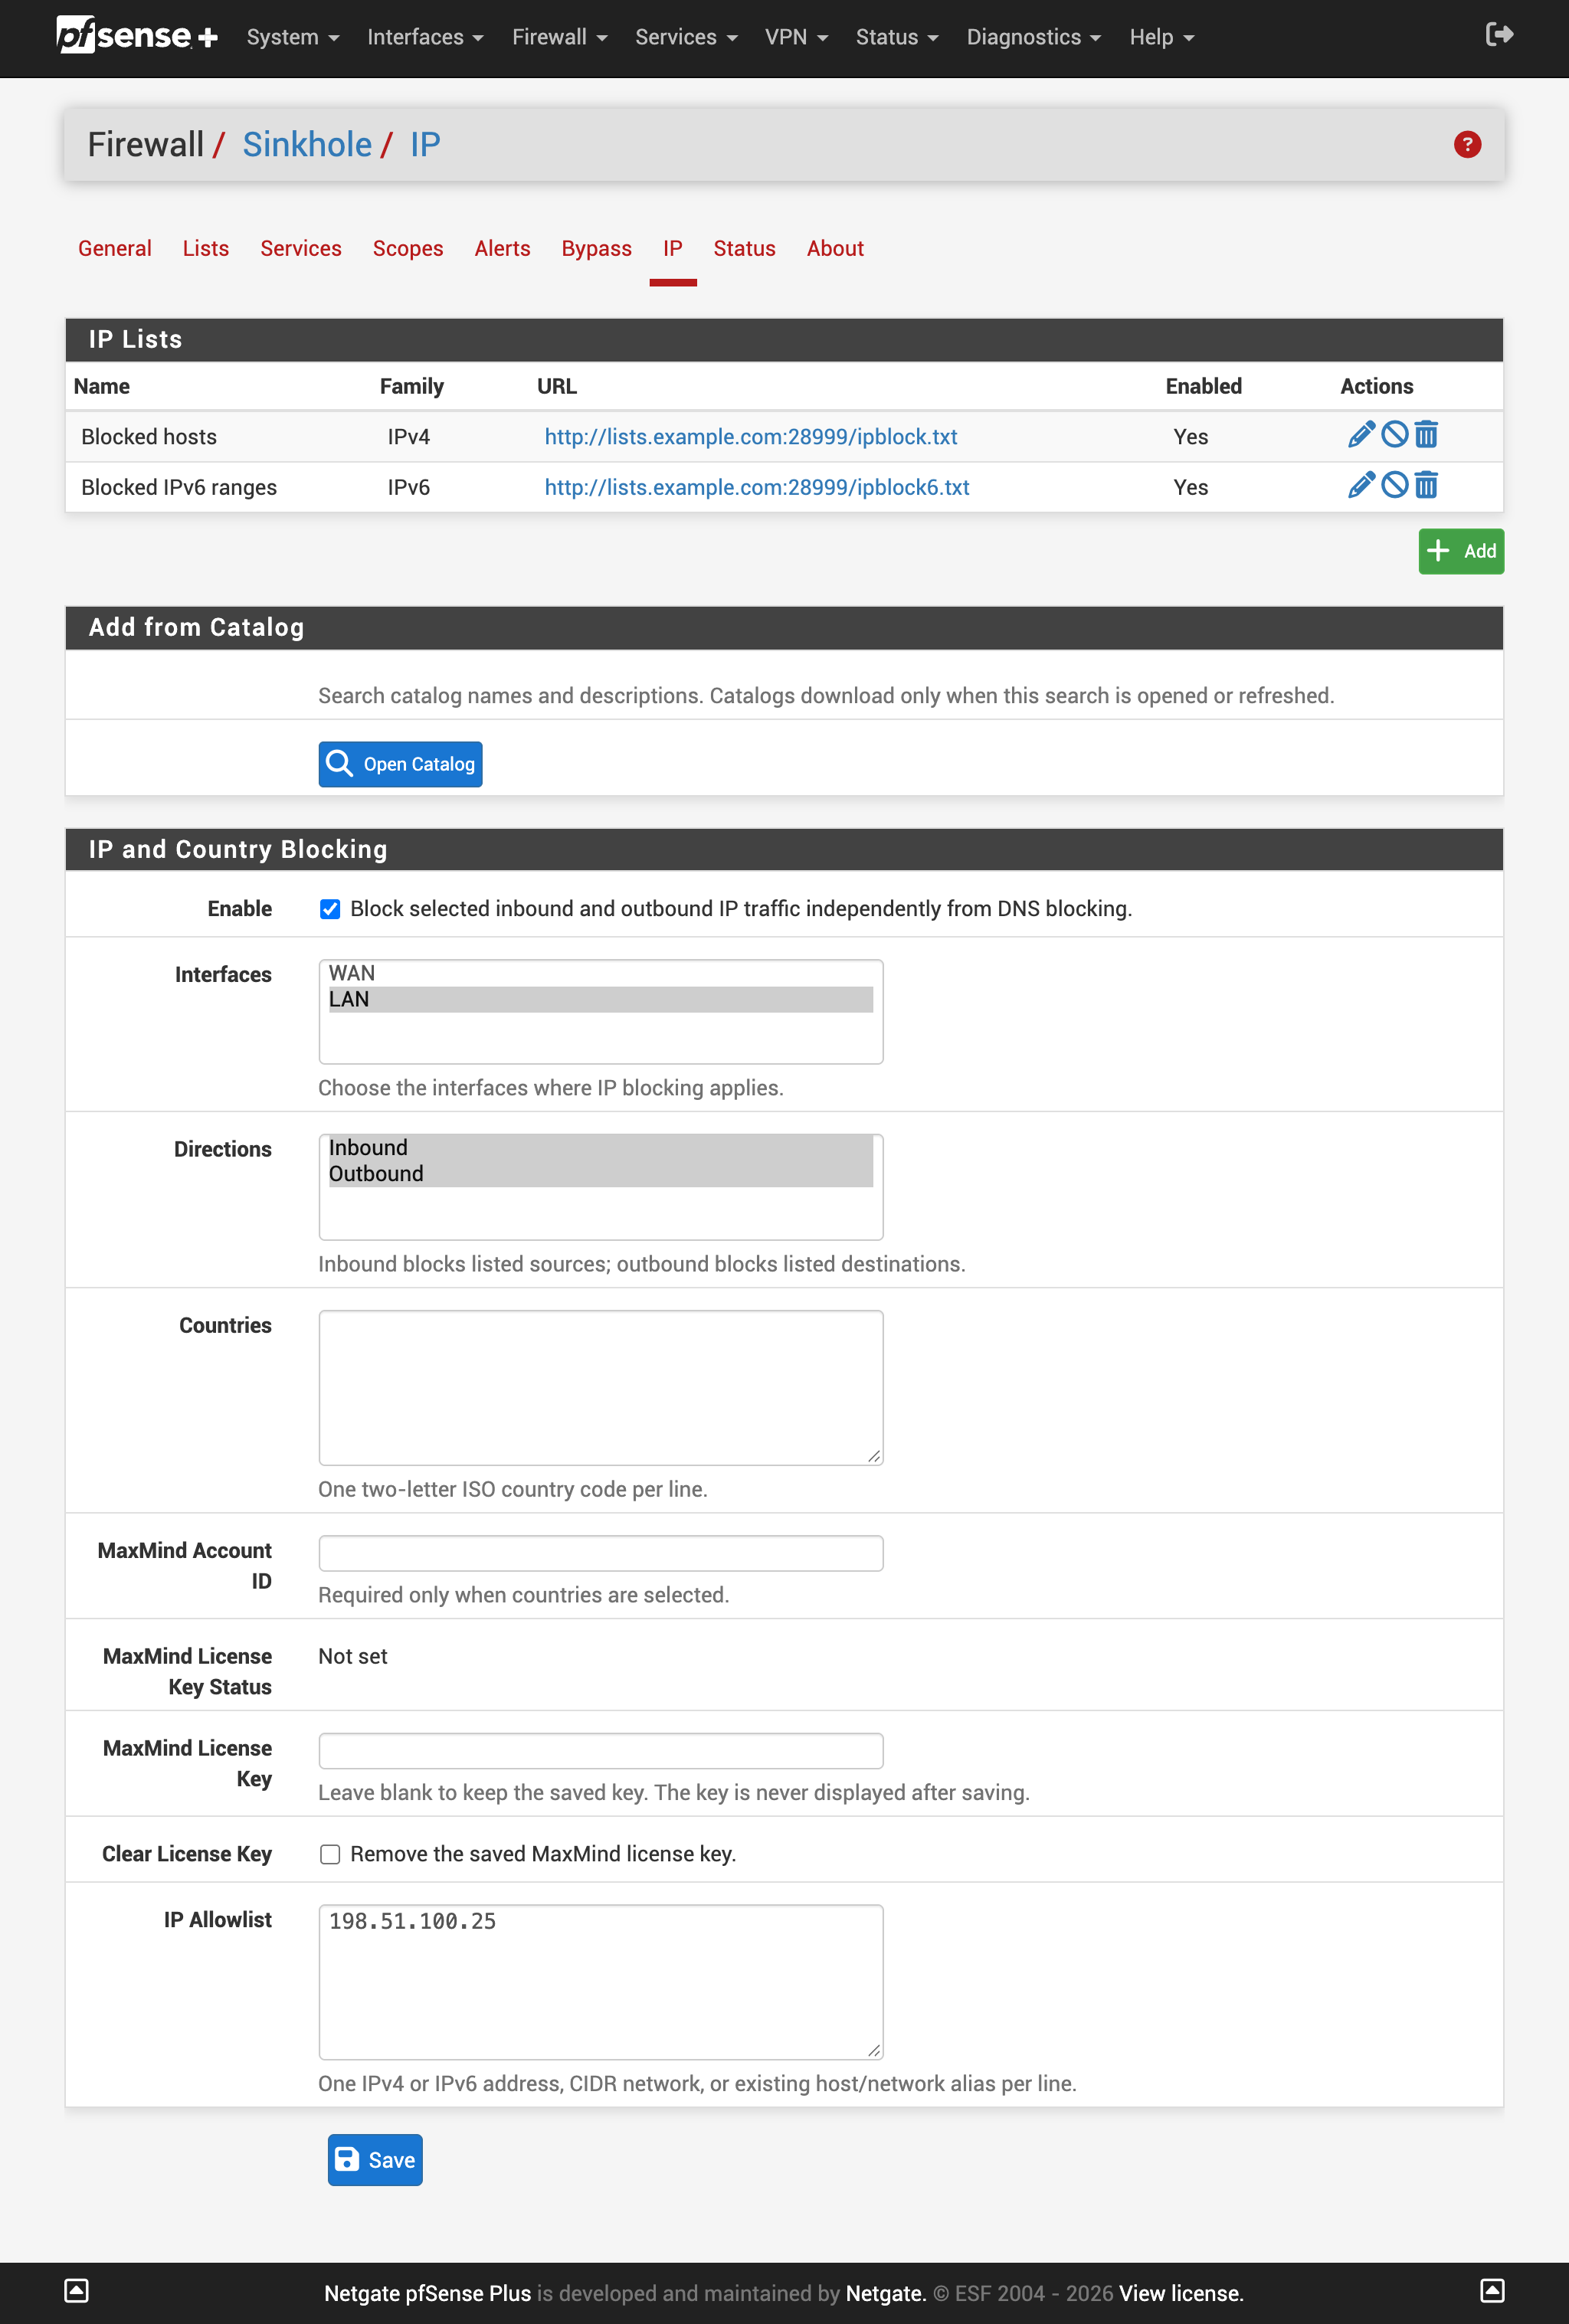 pfsense + System Interfaces Firewall Services VPN Status Diagnostics Help
Firewall / Sinkhole / IP ?
General Lists Services Scopes Alerts Bypass IP Status About
IP Lists
Name Family URL Enabled Actions
Blocked hosts IPv4 http://lists.example.com:28999/ipblock.txt Yes
Blocked IPv6 ranges IPv6 http://lists.example.com:28999/ipblock6.txt Yes
Add
Add from Catalog
Search catalog names and descriptions. Catalogs download only when this search is opened or refreshed.
Open Catalog
IP and Country Blocking
Enable Block selected inbound and outbound IP traffic independently from DNS blocking.
Interfaces WAN
LAN
Choose the interfaces where IP blocking applies.
Directions Inbound
Outbound
Inbound blocks listed sources; outbound blocks listed destinations.
Countries
One two-letter ISO country code per line.
MaxMind Account
ID
Required only when countries are selected.
MaxMind License Not set
Key Status
MaxMind License
Key
Leave blank to keep the saved key. The key is never displayed after saving.
Clear License Key Remove the saved MaxMind license key.
IP Allowlist 198.51.100.25
One IPv4 or IPv6 address, CIDR network, or existing host/network alias per line.
Save
Netgate pfSense Plus is developed and maintained by Netgate. © ESF 2004 - 2026 View license.